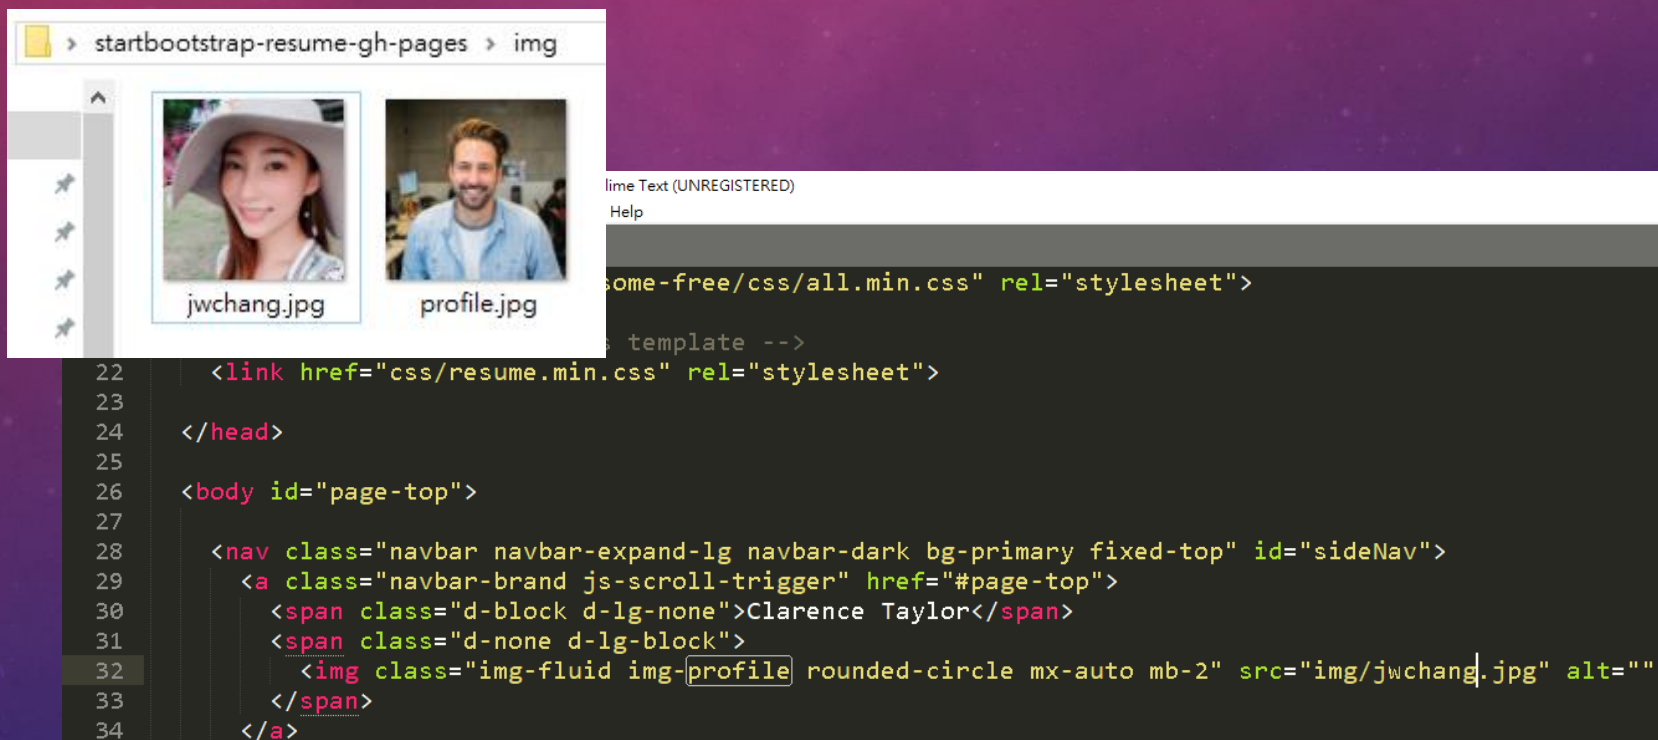 startbootstrap-resume-gh-pages > img
jwchang.jpg
profile.jpg
lime Text (UNREGISTERED)
Help
some-free/css/all.min.css" rel="stylesheet">
template -->
22 <link href="css/resume.min.css" rel="stylesheet">
23
24 </head>
25
26 <body id="page-top">
27
28 <nav class="navbar navbar-expand-lg navbar-dark bg-primary fixed-top" id="sideNav">
29 <a class="navbar-brand js-scroll-trigger" href="#page-top">
30 <span class="d-block d-lg-none">Clarence Taylor</span>
31 <span class="d-none d-lg-block">
32 <img class="img-fluid img-profile rounded-circle mx-auto mb-2" src="img/jwchang.jpg" alt=""
33 </span>
34 </a>